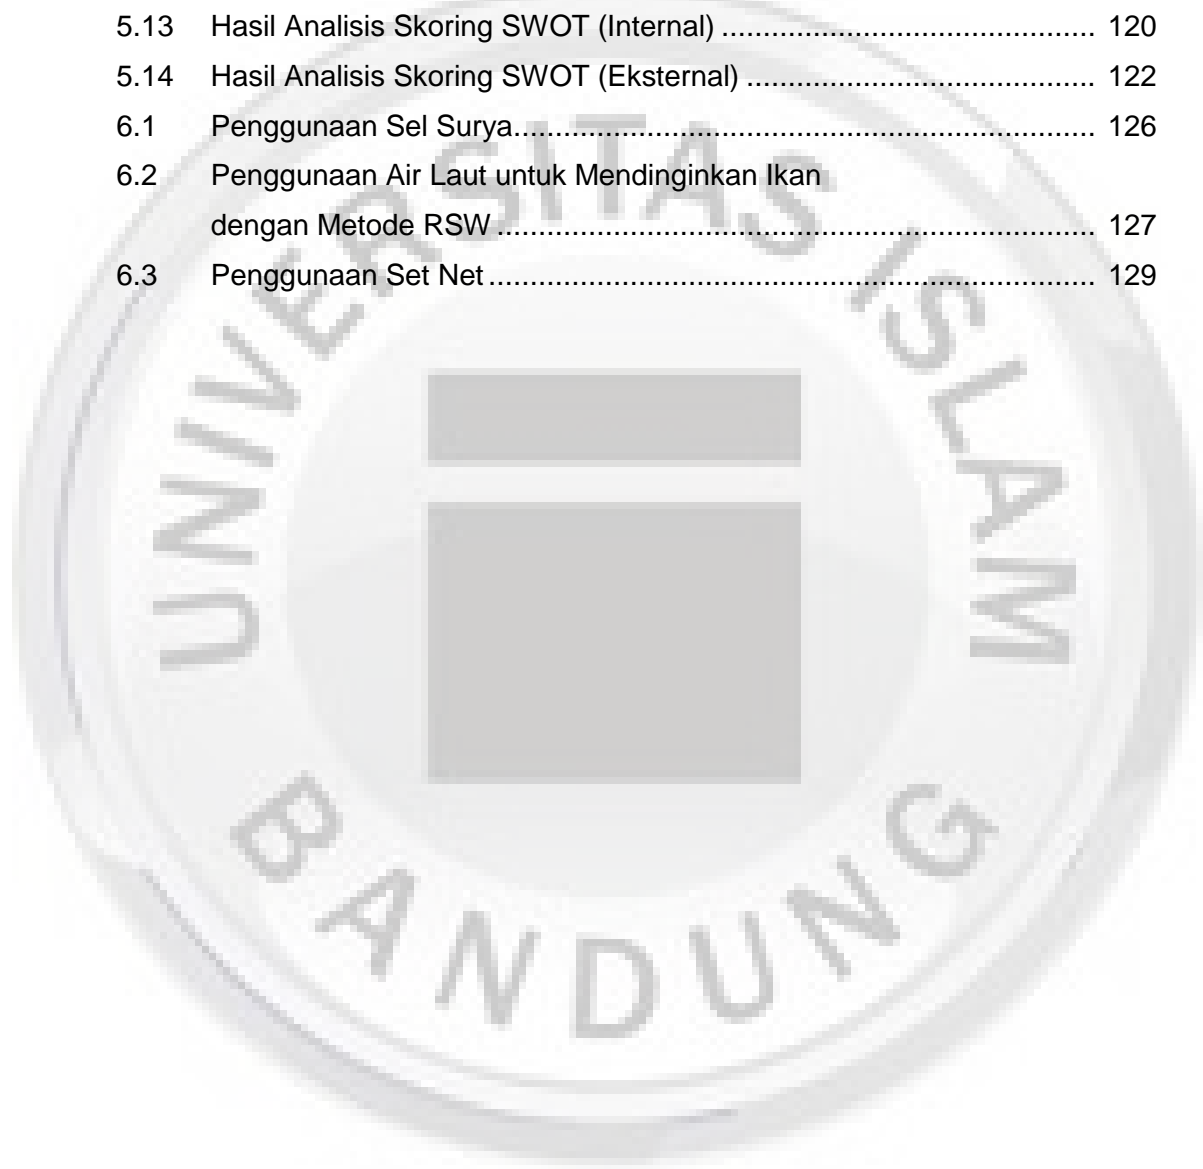 5.13 Hasil Analisis Skoring SWOT (Internal) .............................................. 120
5.14 Hasil Analisis Skoring SWOT (Eksternal) ........................................... 122
6.1 Penggunaan Sel Surya........................................................................ 126
6.2 Penggunaan Air Laut untuk Mendinginkan Ikan
dengan Metode RSW .......................................................................... 127
6.3 Penggunaan Set Net ........................................................................... 129
UNIVERSITAS ISLAM
BANDUNG